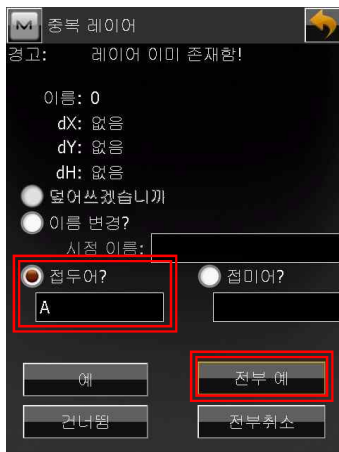 M 중복 레이어
경고: 레이어 이미 존재함!
이름: 0
dX: 없음
dY: 없음
dH: 없음
덮어쓰겠습니끼
이름 변경?
시점 이름:
접두어? 접미어?
A
예 전부 예
건너뜀 전부취소